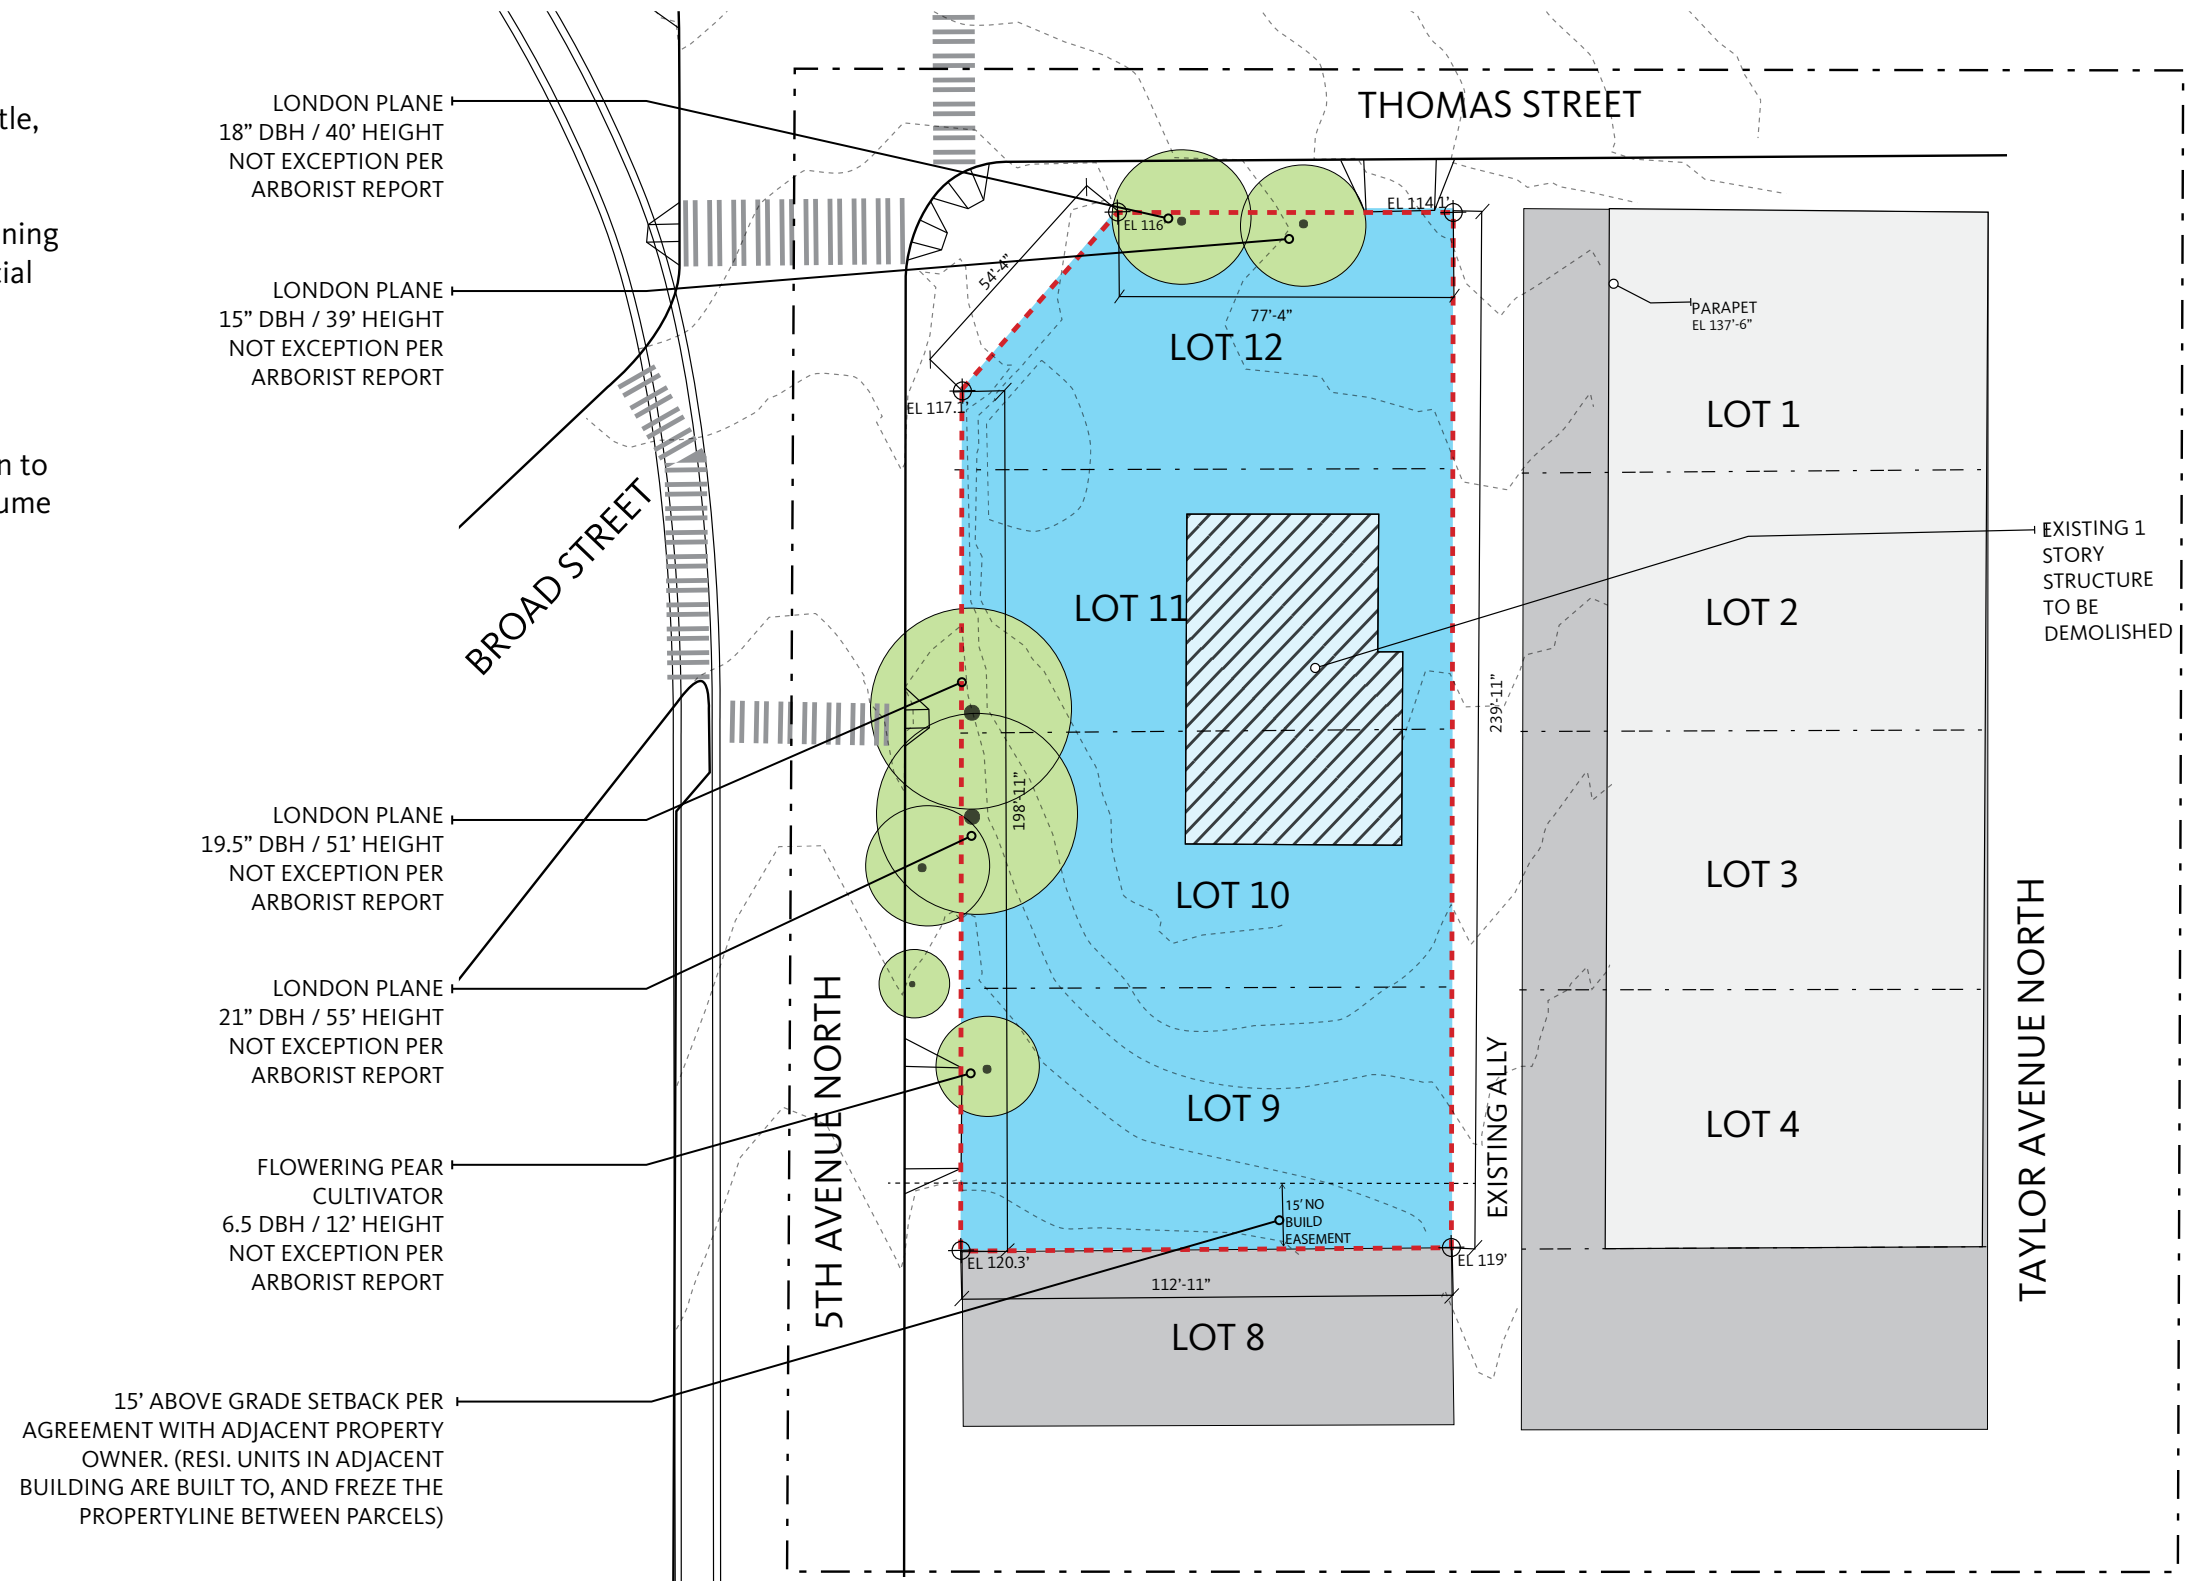 tle,
ning
cial
n to
ume
LONDON PLANE
18” DBH / 40’ HEIGHT
NOT EXCEPTION PER
ARBORIST REPORT
LONDON PLANE
15” DBH / 39’ HEIGHT
NOT EXCEPTION PER
ARBORIST REPORT
BROAD STREET
LONDON PLANE
19.5” DBH / 51’ HEIGHT
NOT EXCEPTION PER
ARBORIST REPORT
LONDON PLANE
21” DBH / 55’ HEIGHT
NOT EXCEPTION PER
ARBORIST REPORT
FLOWERING PEAR
CULTIVATOR
6.5 DBH / 12’ HEIGHT
NOT EXCEPTION PER
ARBORIST REPORT
15’ ABOVE GRADE SETBACK PER
AGREEMENT WITH ADJACENT PROPERTY
OWNER. (RESI. UNITS IN ADJACENT
BUILDING ARE BUILT TO, AND FREZE THE
PROPERTYLINE BETWEEN PARCELS)
THOMAS STREET
EL 116’
EL 114.1’
54’-4”
77’-4”
LOT 12
EL 117.1’
LOT 11
239’-11”
198’-11”
LOT 10
5TH AVENUE NORTH
LOT 9
EXISTING ALLY
15’ NO
BUILD
EASEMENT
EL 120.3’
EL 119’
112’-11”
LOT 8
PARAPET
EL 137’-6”
LOT 1
EXISTING 1
STORY
STRUCTURE
TO BE
DEMOLISHED
LOT 2
LOT 3
LOT 4
TAYLOR AVENUE NORTH